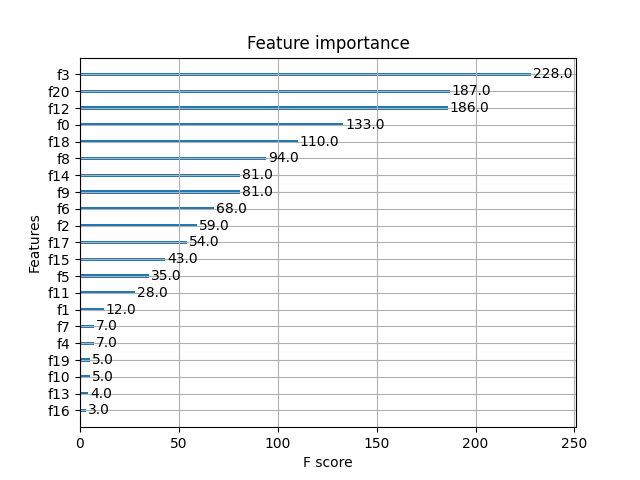 Feature importance
f3 228.0
f20 187.0
f12 186.0
f0 133.0
f18 110.0
f8 94.0
f14 81.0
f9 81.0
f6 68.0
f2 59.0
f17 54.0
f15 43.0
f5 35.0
f11 28.0
f1 12.0
f7 7.0
f4 7.0
f19 5.0
f10 5.0
f13 4.0
f16 3.0
Features
0 50 100 150 200 250
F score